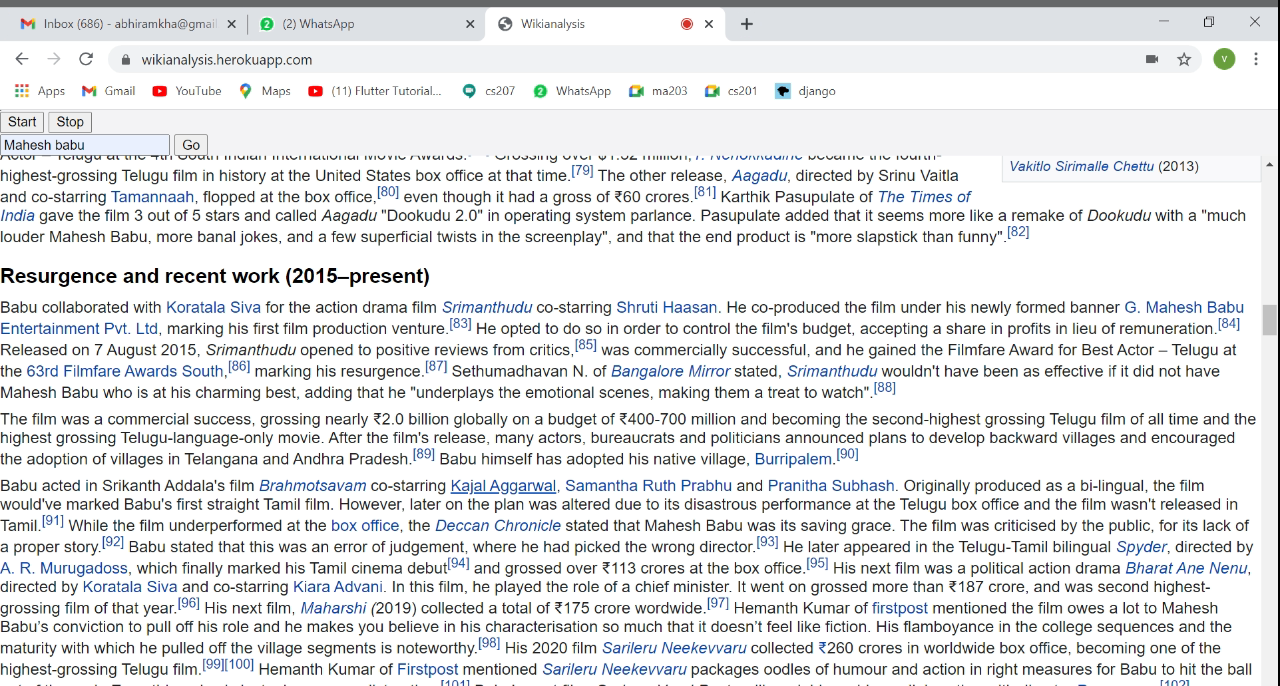 Inbox (686) - abhiramkha@gmai
(2) WhatsApp
Wikianalysis
wikianalysis.herokuapp.com
V
Apps Gmail YouTube Maps (11) Flutter Tutorial... cs207 WhatsApp ma203 cs201 django
Start Stop
Mahesh babu Go
Vakitlo Sirimalle Chettu (2013)
highest-grossing Telugu film in history at the United States box office at that time.[79] The other release, Aagadu, directed by Srinu Vaitla
and co-starring Tamannaah, flopped at the box office,[80] even though it had a gross of ₹60 crores.[81] Karthik Pasupulate of The Times of
India gave the film 3 out of 5 stars and called Aagadu "Dookudu 2.0" in operating system parlance. Pasupulate added that it seems more like a remake of Dookudu with a "much
louder Mahesh Babu, more banal jokes, and a few superficial twists in the screenplay", and that the end product is "more slapstick than funny".[82]
Resurgence and recent work (2015–present)
Babu collaborated with Koratala Siva for the action drama film Srimanthudu co-starring Shruti Haasan. He co-produced the film under his newly formed banner G. Mahesh Babu
Entertainment Pvt. Ltd, marking his first film production venture.[83] He opted to do so in order to control the film's budget, accepting a share in profits in lieu of remuneration.[84]
Released on 7 August 2015, Srimanthudu opened to positive reviews from critics,[85] was commercially successful, and he gained the Filmfare Award for Best Actor – Telugu at
the 63rd Filmfare Awards South,[86] marking his resurgence.[87] Sethumadhavan N. of Bangalore Mirror stated, Srimanthudu wouldn't have been as effective if it did not have
Mahesh Babu who is at his charming best, adding that he "underplays the emotional scenes, making them a treat to watch".[88]
The film was a commercial success, grossing nearly ₹2.0 billion globally on a budget of ₹400-700 million and becoming the second-highest grossing Telugu film of all time and the
highest grossing Telugu-language-only movie. After the film's release, many actors, bureaucrats and politicians announced plans to develop backward villages and encouraged
the adoption of villages in Telangana and Andhra Pradesh.[89] Babu himself has adopted his native village, Burripalem.[90]
Babu acted in Srikanth Addala's film Brahmotsavam co-starring Kajal Aggarwal, Samantha Ruth Prabhu and Pranitha Subhash. Originally produced as a bi-lingual, the film
would've marked Babu's first straight Tamil film. However, later on the plan was altered due to its disastrous performance at the Telugu box office and the film wasn't released in
Tamil.[91] While the film underperformed at the box office, the Deccan Chronicle stated that Mahesh Babu was its saving grace. The film was criticised by the public, for its lack of
a proper story.[92] Babu stated that this was an error of judgement, where he had picked the wrong director.[93] He later appeared in the Telugu-Tamil bilingual Spyder, directed by
A. R. Murugadoss, which finally marked his Tamil cinema debut[94] and grossed over ₹113 crores at the box office.[95] His next film was a political action drama Bharat Ane Nenu,
directed by Koratala Siva and co-starring Kiara Advani. In this film, he played the role of a chief minister. It went on grossed more than ₹187 crore, and was second highest-
grossing film of that year.[96] His next film, Maharshi (2019) collected a total of ₹175 crore wordwide.[97] Hemanth Kumar of firstpost mentioned the film owes a lot to Mahesh
Babu’s conviction to pull off his role and he makes you believe in his characterisation so much that it doesn’t feel like fiction. His flamboyance in the college sequences and the
maturity with which he pulled off the village segments is noteworthy.[98] His 2020 film Sarileru Neekevvaru collected ₹260 crores in worldwide box office, becoming one of the
highest-grossing Telugu film.[99][100] Hemanth Kumar of Firstpost mentioned Sarileru Neekevvaru packages oodles of humour and action in right measures for Babu to hit the ball